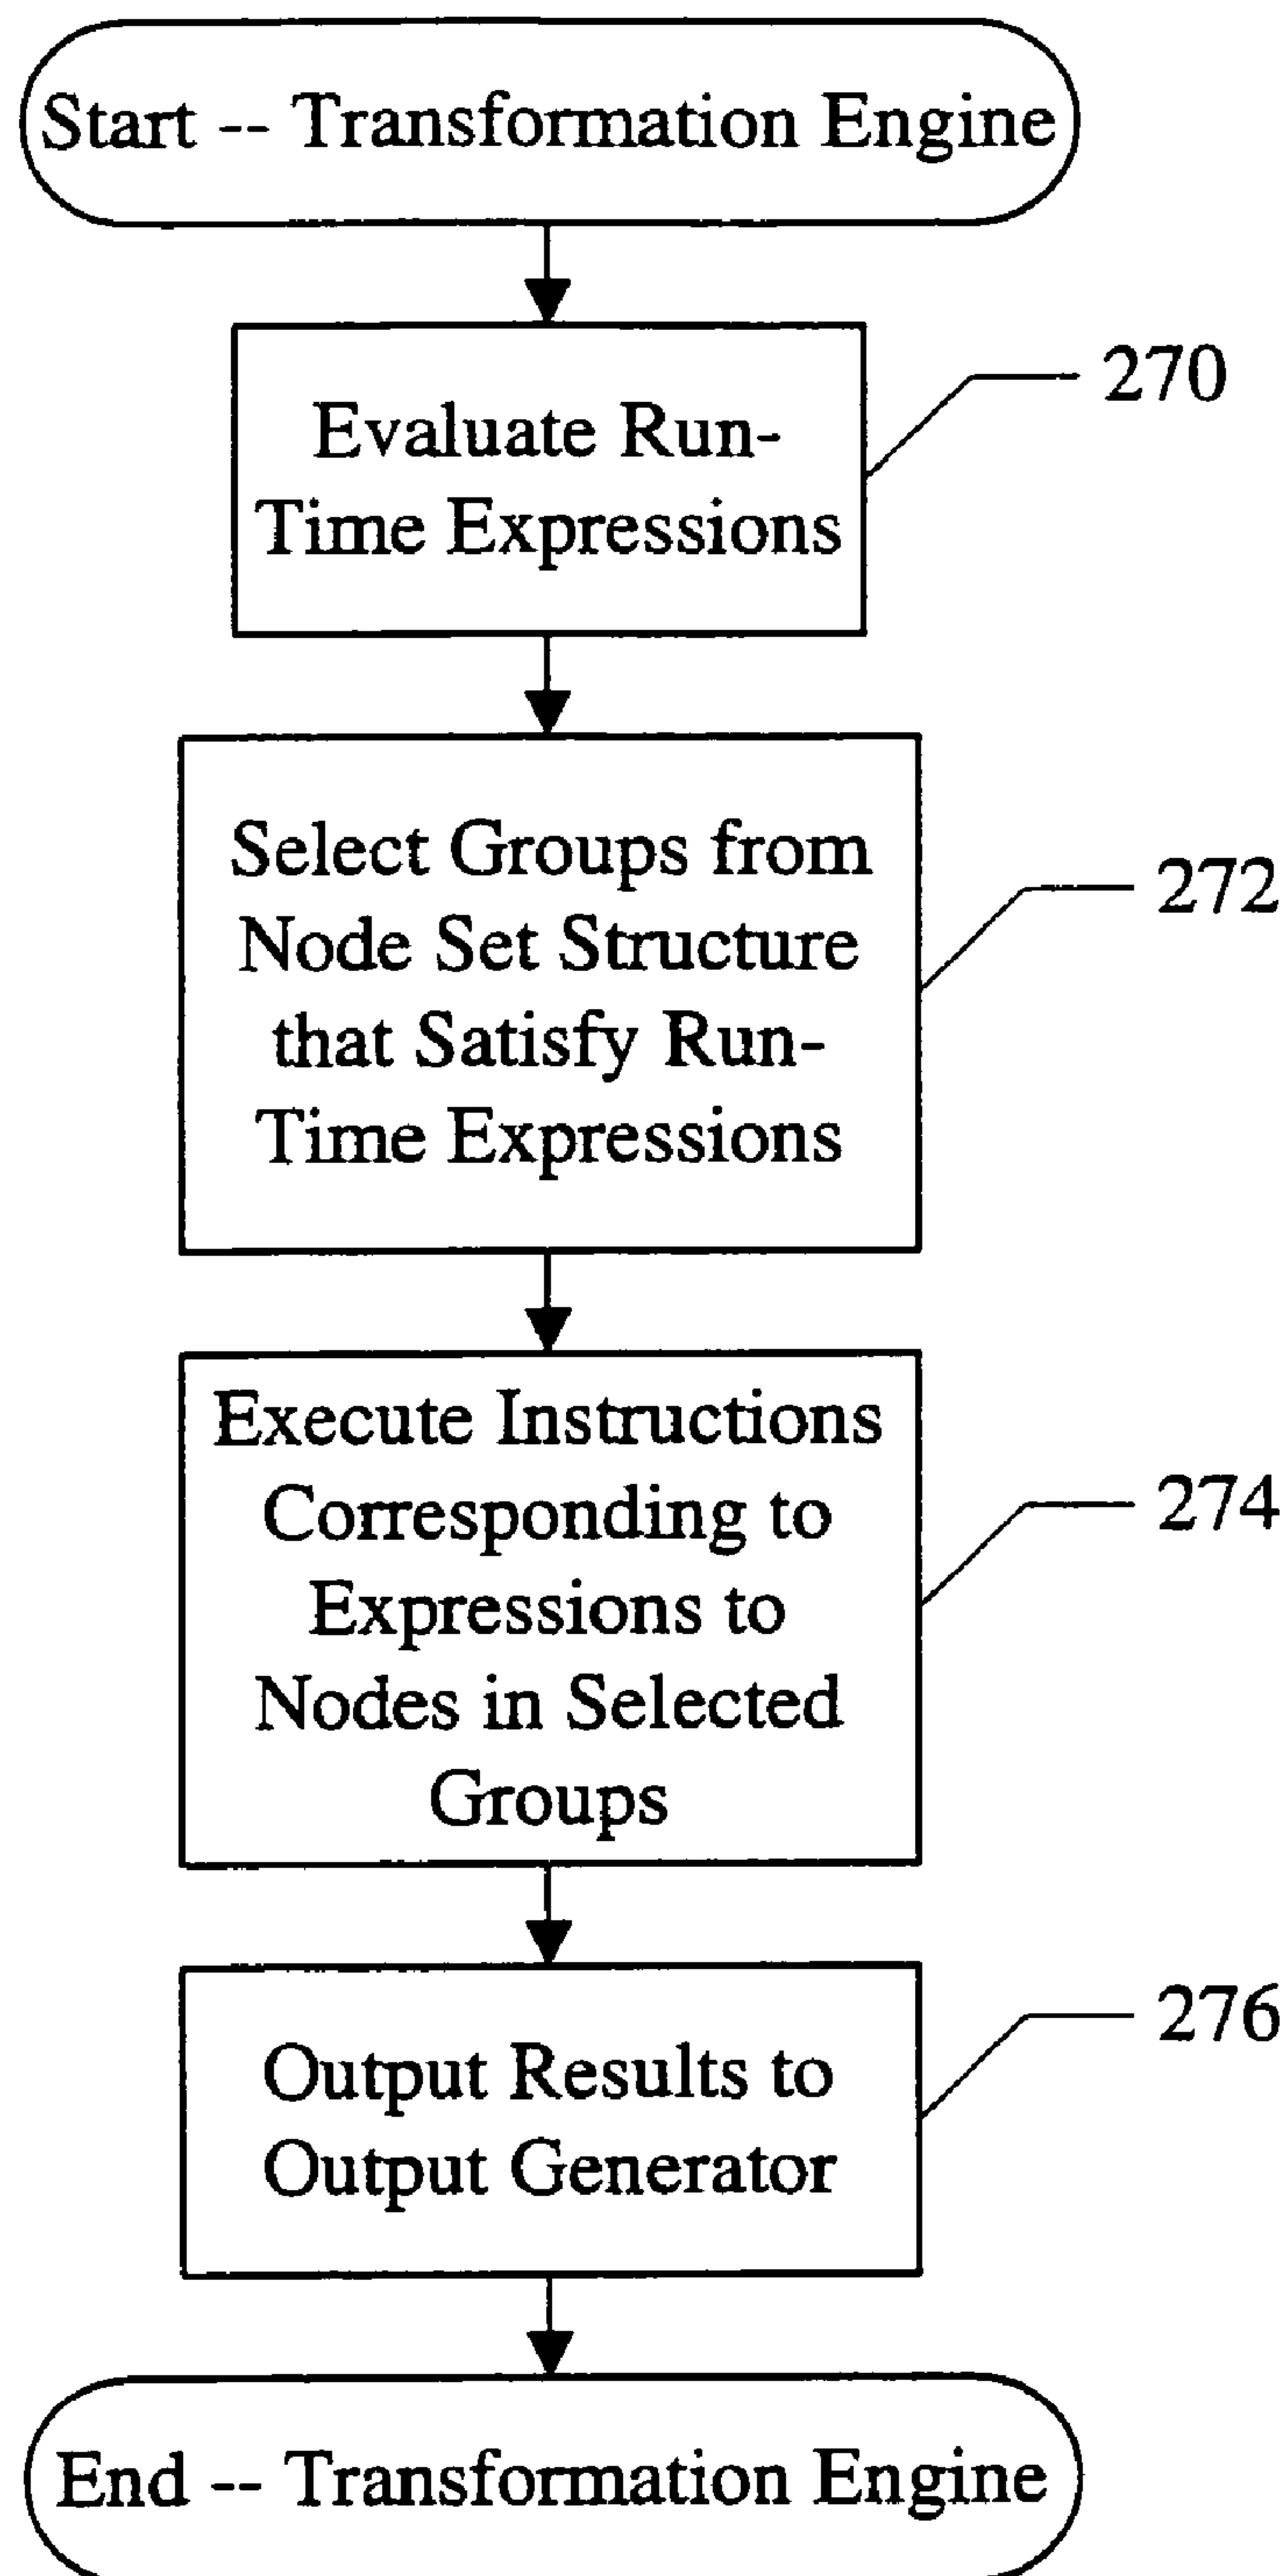 Start -- Transformation Engine
Evaluate Run-
Time Expressions
270
Select Groups from
Node Set Structure
that Satisfy Run-
Time Expressions
272
Execute Instructions
Corresponding to
Expressions to
Nodes in Selected
Groups
274
Output Results to
Output Generator
276
End -- Transformation Engine